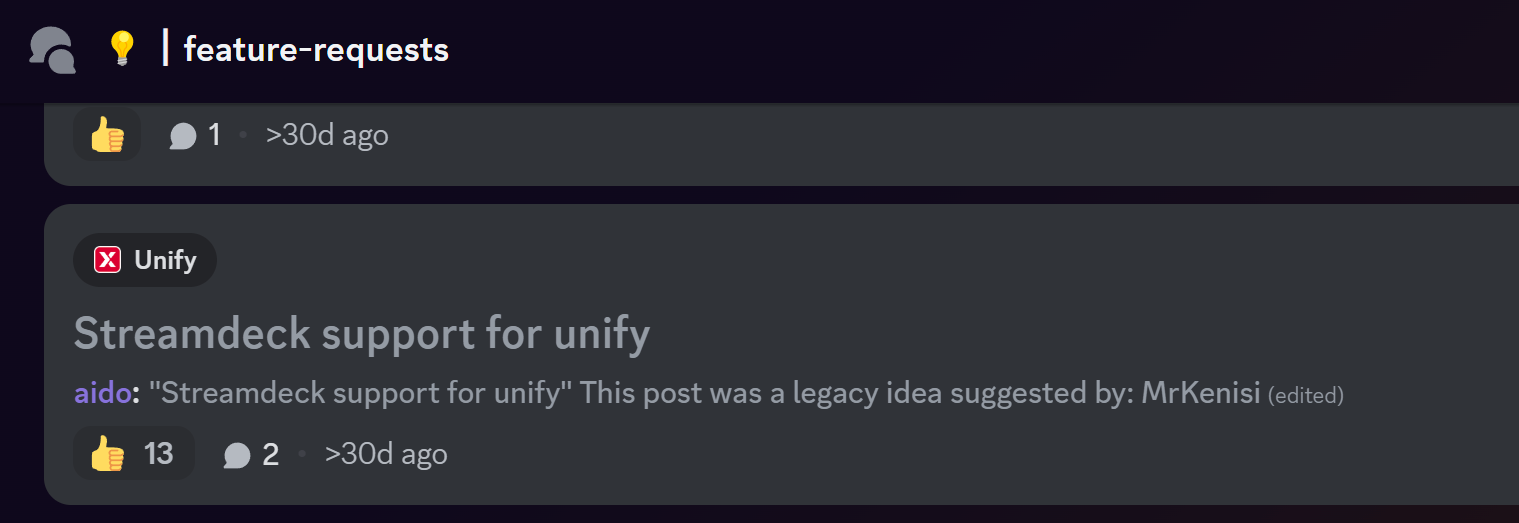 feature-requests
1 • >30d ago
Unify
Streamdeck support for unify
aido: "Streamdeck support for unify" This post was a legacy idea suggested by: MrKenisi (edited)
13 2 • >30d ago